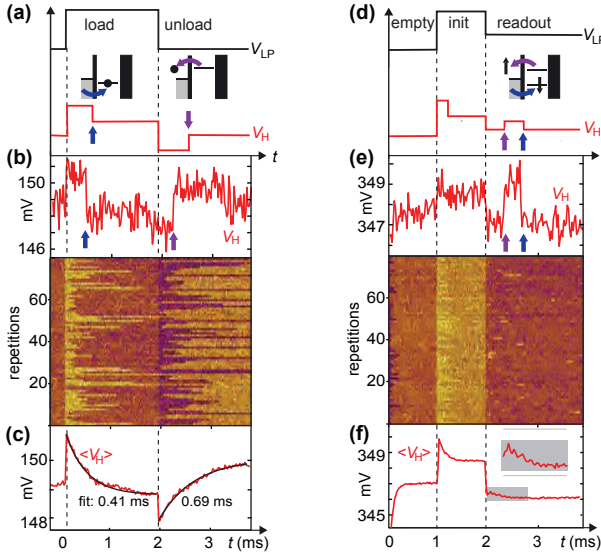 (a)
load
unload
V_LP
V_H
t
(b)
150
mV
146
V_H
repetitions
60
40
20
(c)
<V_H>
150
mV
148
fit: 0.41 ms
0.69 ms
0 1 2 3 t (ms)
(d)
empty
init
readout
V_LP
V_H
t
(e)
349
mV
347
V_H
repetitions
60
40
20
(f)
<V_H>
349
mV
345
0 1 2 3 t (ms)